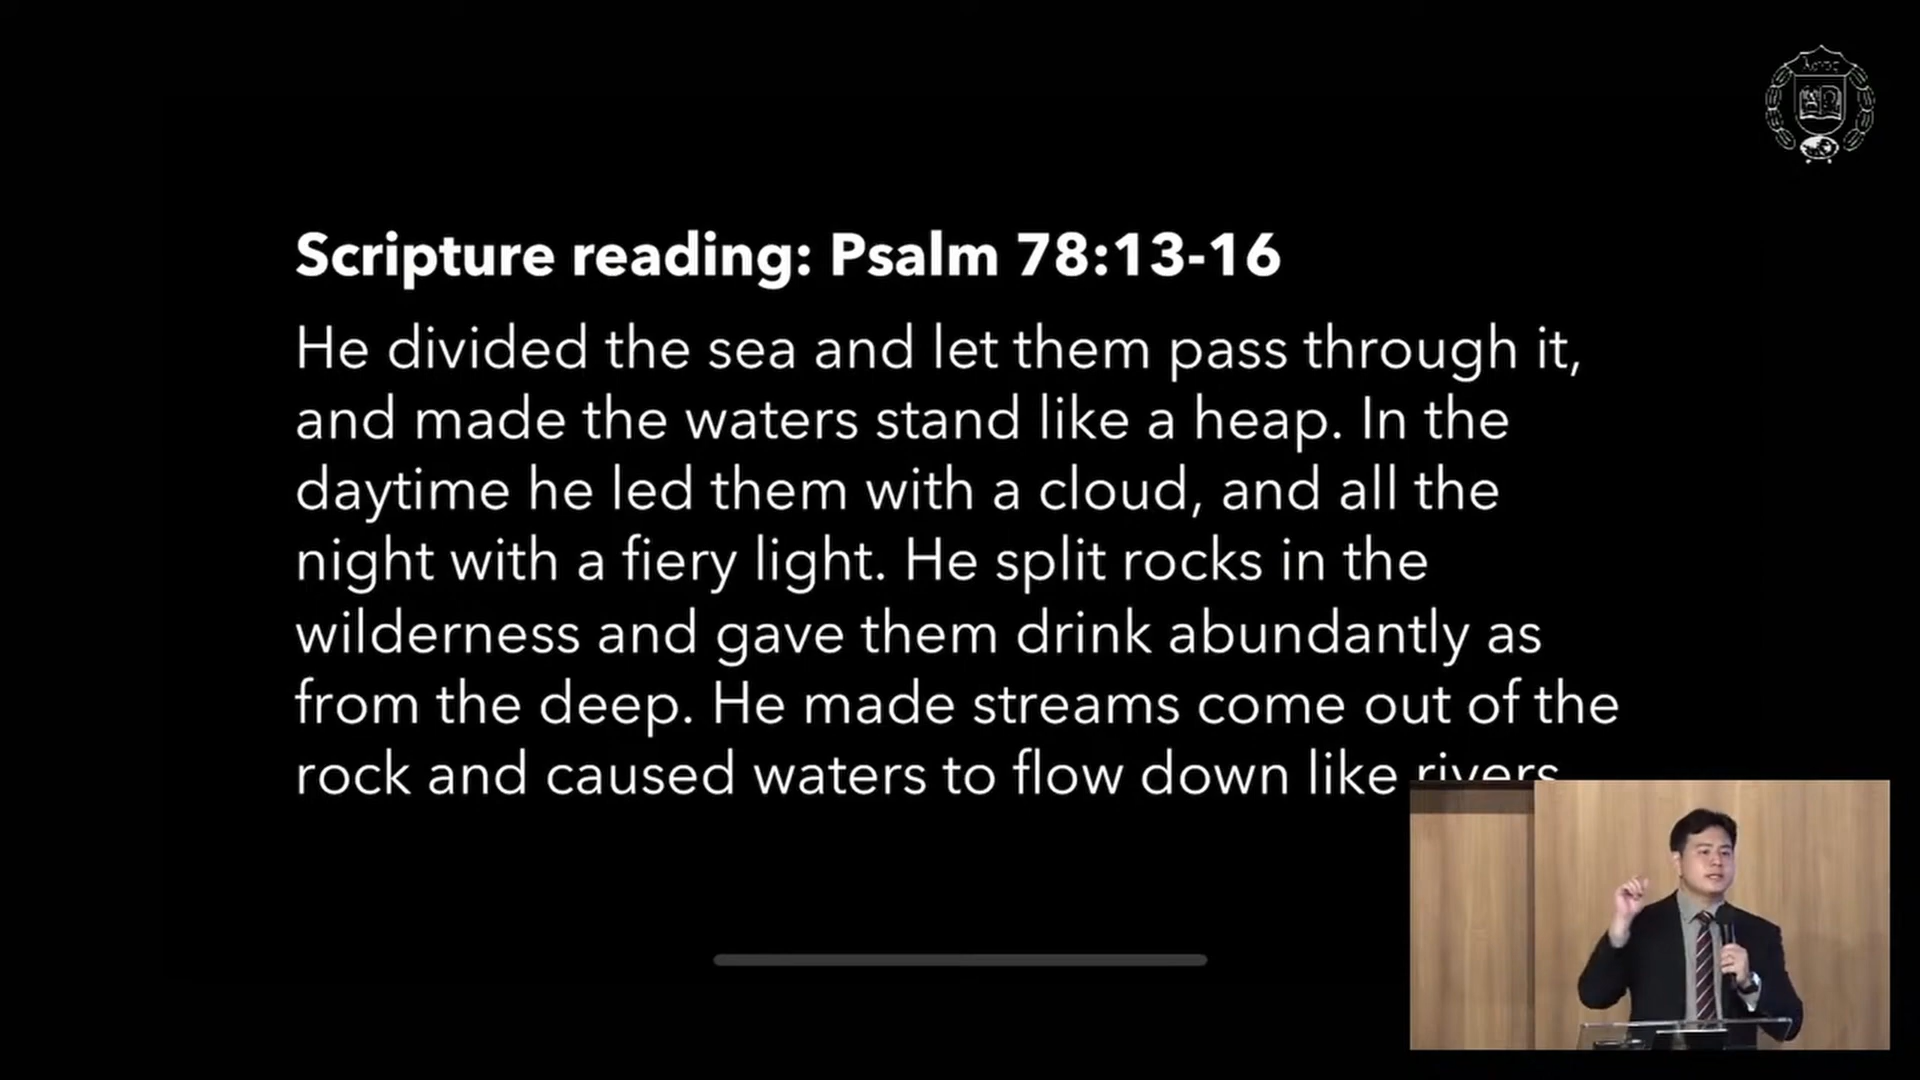 Scripture reading: Psalm 78:13-16
He divided the sea and let them pass through it,
and made the waters stand like a heap. In the
daytime he led them with a cloud, and all the
night with a fiery light. He split rocks in the
wilderness and gave them drink abundantly as
from the deep. He made streams come out of the
rock and caused waters to flow down like rivers